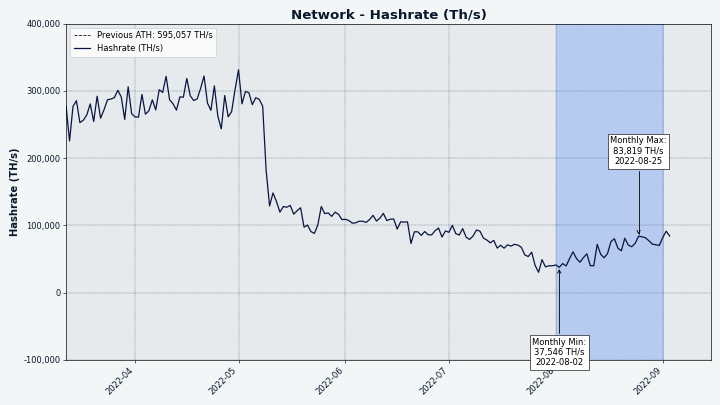 Network - Hashrate (Th/s)
Previous ATH: 595,057 TH/s
Hashrate (TH/s)
Hashrate (TH/s)
400,000
300,000
200,000
100,000
0
-100,000
Monthly Max:
83,819 TH/s
2022-08-25
Monthly Min:
37,546 TH/s
2022-08-02
2022-04
2022-05
2022-06
2022-07
2022-08
2022-09